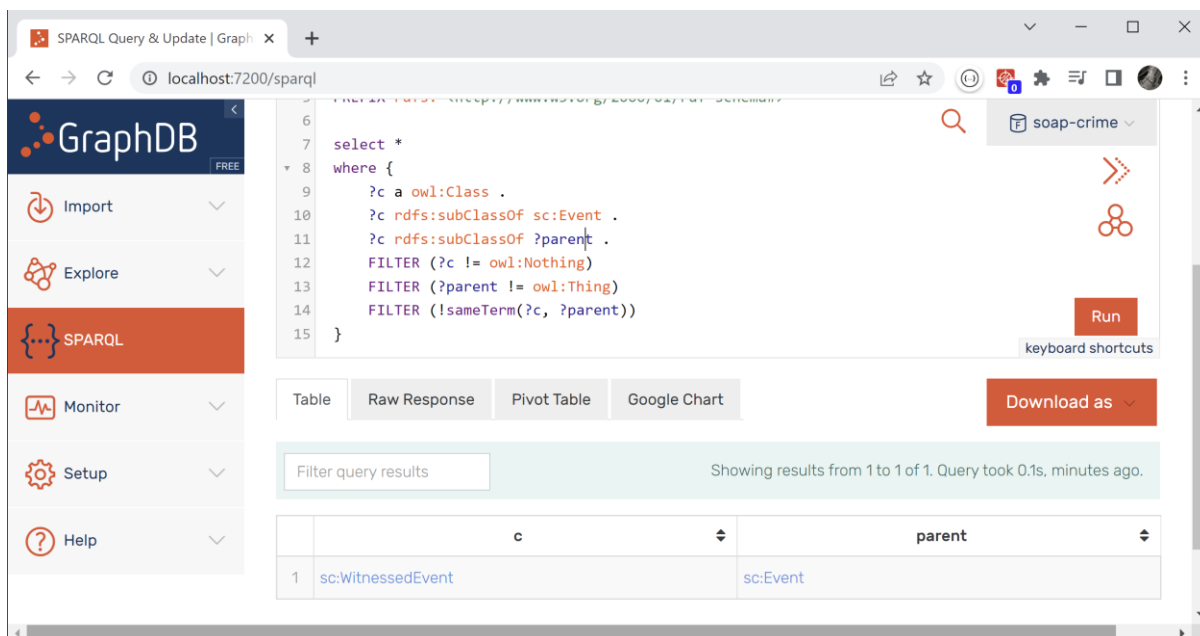 SPARQL Query & Update | Graph
localhost:7200/sparql
0
GraphDB
FREE
Import
Explore
SPARQL
Monitor
Setup
Help
6
7 select *
8 where {
9 ?c a owl:Class .
10 ?c rdfs:subClassOf sc:Event .
11 ?c rdfs:subClassOf ?parent .
12 FILTER (?c != owl:Nothing)
13 FILTER (?parent != owl:Thing)
14 FILTER (!sameTerm(?c, ?parent))
15 }
soap-crime
Run
keyboard shortcuts
Table Raw Response Pivot Table Google Chart
Download as
Filter query results
Showing results from 1 to 1 of 1. Query took 0.1s, minutes ago.
c parent
1 sc:WitnessedEvent sc:Event